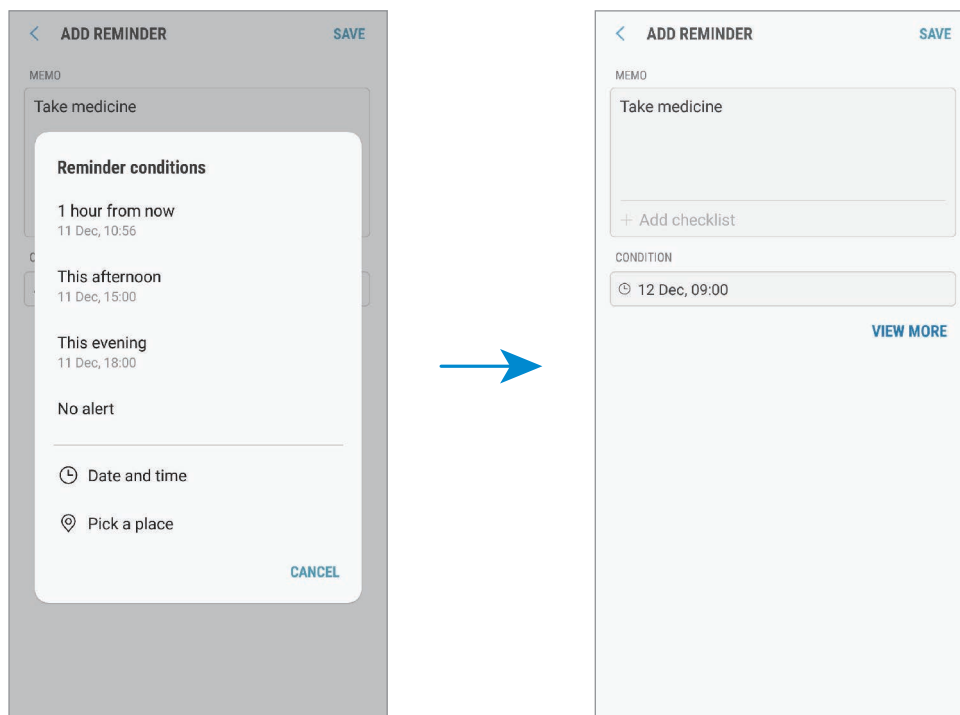 ADD REMINDER SAVE
MEMO
Take medicine
Reminder conditions
1 hour from now
11 Dec, 10:56
This afternoon
11 Dec, 15:00
This evening
11 Dec, 18:00
No alert
Date and time
Pick a place
CANCEL
ADD REMINDER SAVE
MEMO
Take medicine
+ Add checklist
CONDITION
12 Dec, 09:00
VIEW MORE